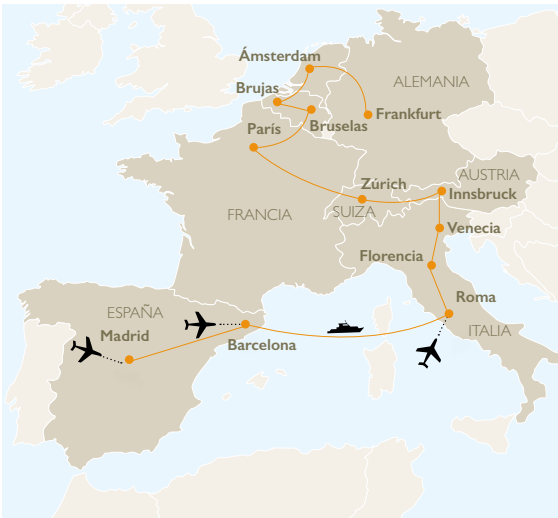 Ámsterdam
ALEMANIA
Brujas
Frankfurt
París
Bruselas
Zúrich
AUSTRIA
Innsbruck
FRANCIA
SUIZA
Venecia
Florencia
Roma
ESPAÑA
Madrid
Barcelona
ITALIA